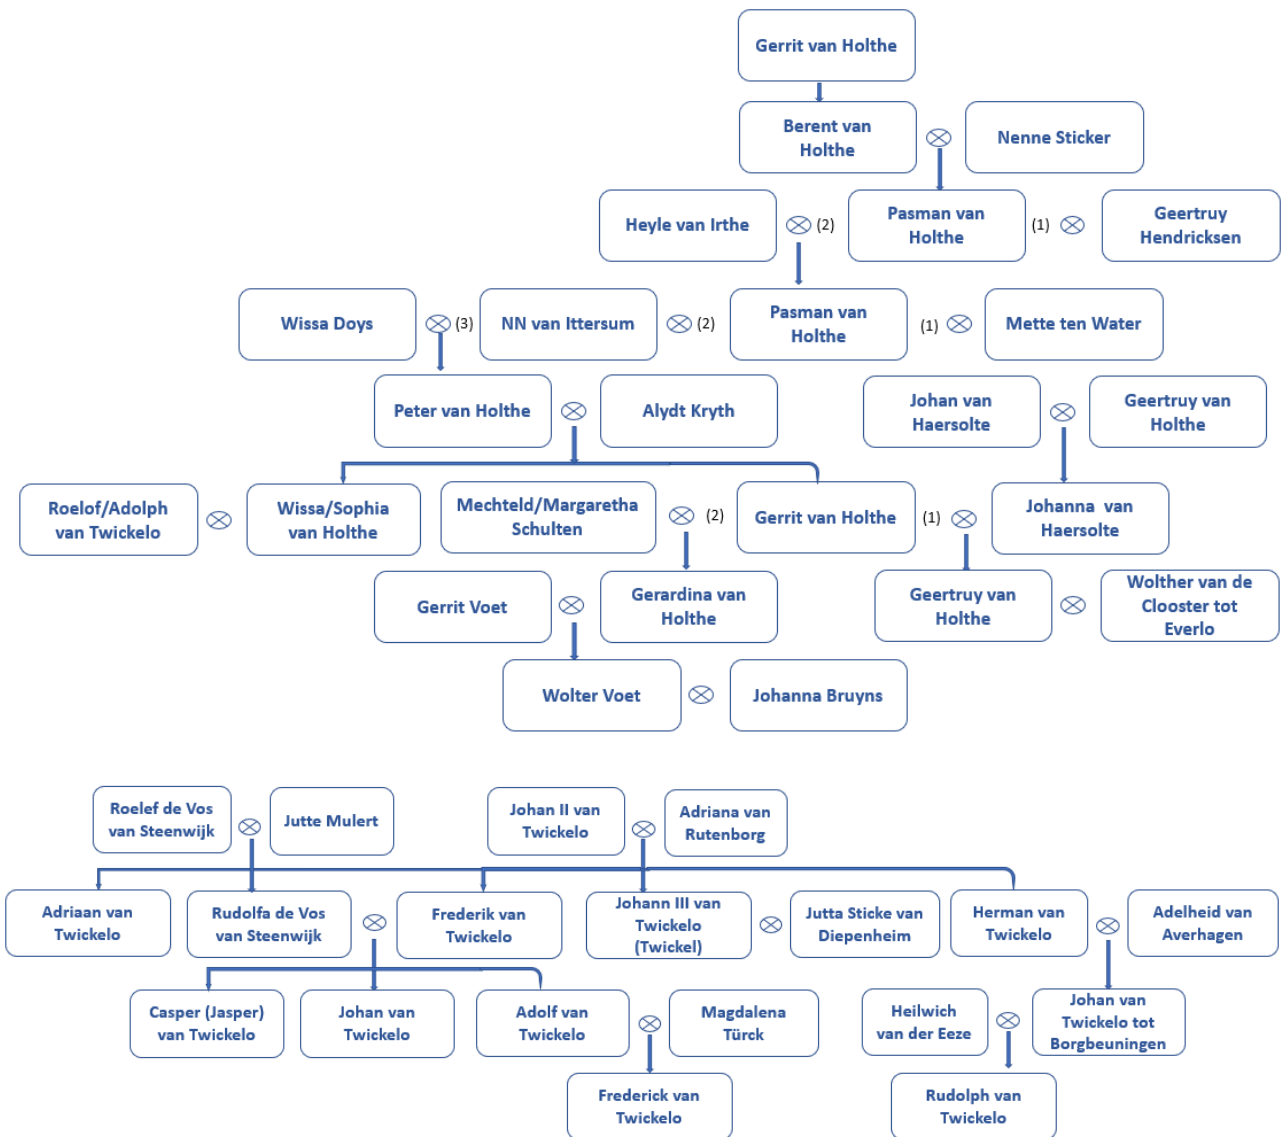 Gerrit van Holthe
Berent van
Holthe
Nenne Sticker
Heyle van Irthe
(2)
Pasman van
Holthe
(1)
Geertruy
Hendricksen
Wissa Doys
(3)
NN van Ittersum
(2)
Pasman van
Holthe
(1)
Mette ten Water
Peter van Holthe
Alydt Kryth
Johan van
Haersolte
Geertruy van
Holthe
Roelof/Adolph
van Twickelo
Wissa/Sophia
van Holthe
Mechteld/Margaretha
Schulten
(2)
Gerrit van Holthe
(1)
Johanna van
Haersolte
Gerrit Voet
Gerardina van
Holthe
Geertruy van
Holthe
Wolther van de
Clooster tot
Everlo
Wolter Voet
Johanna Bruyns
Roelef de Vos
van Steenwijk
Jutte Mulert
Johan II van
Twickelo
Adriana van
Rutenborg
Adriaan van
Twickelo
Rudolfa de Vos
van Steenwijk
Frederik van
Twickelo
Johann III van
Twickelo
(Twickel)
Jutta Sticke van
Diepenheim
Herman van
Twickelo
Adelheid van
Averhagen
Casper (Jasper)
van Twickelo
Johan van
Twickelo
Adolf van
Twickelo
Magdalena
Türck
Heilwich
van der Eeze
Johan van
Twickelo tot
Borgbeuningen
Frederick van
Twickelo
Rudolph van
Twickelo